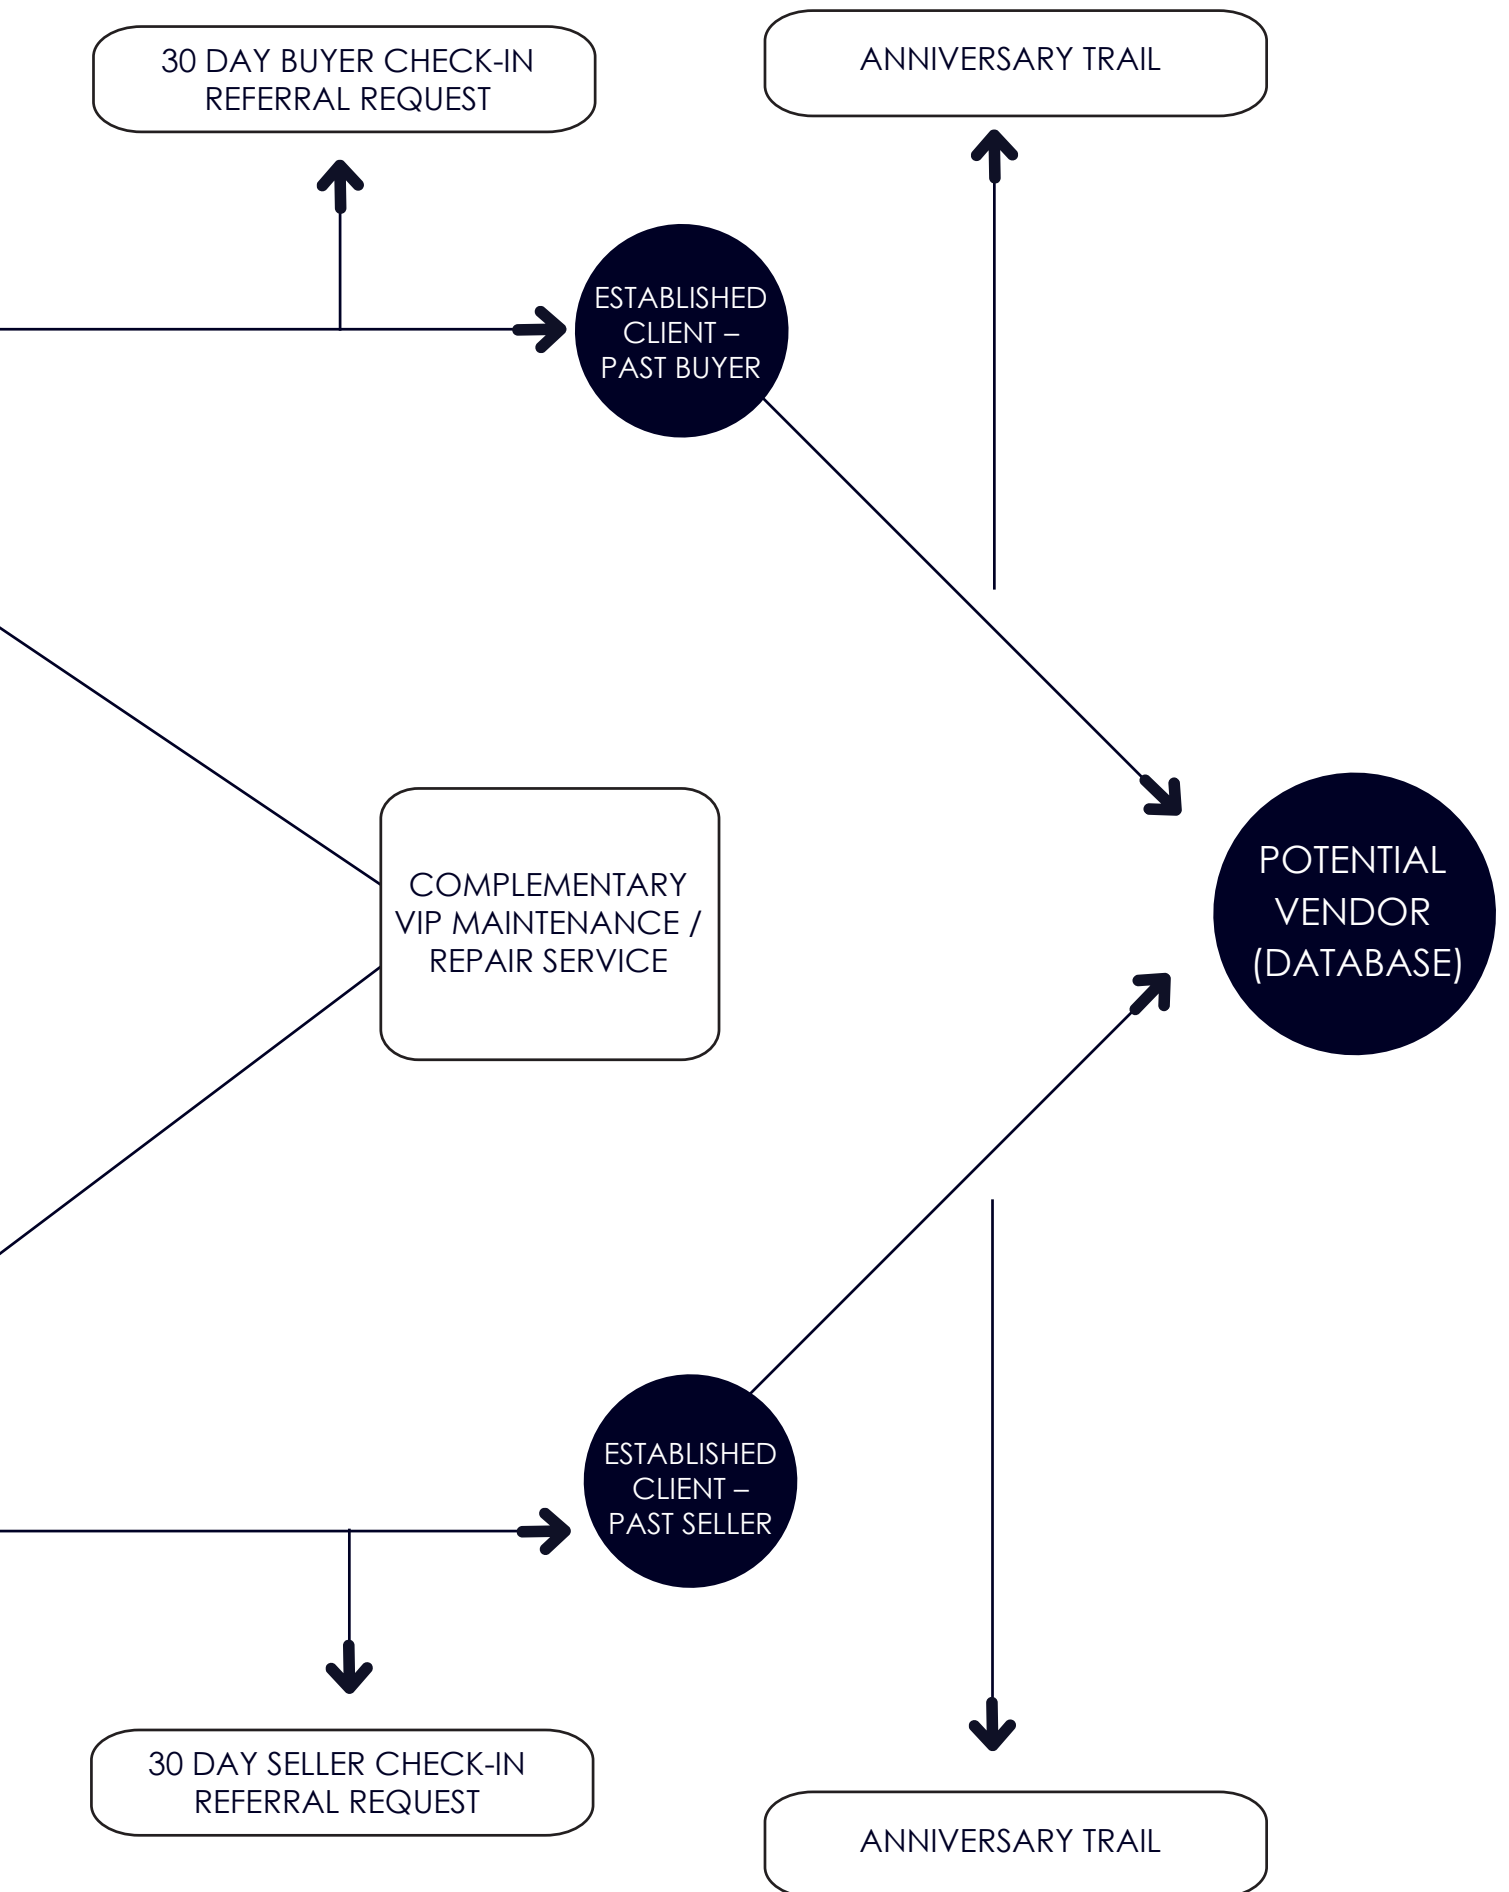 30 DAY BUYER CHECK-IN
REFERRAL REQUEST
ANNIVERSARY TRAIL
ESTABLISHED
CLIENT –
PAST BUYER
COMPLEMENTARY
VIP MAINTENANCE /
REPAIR SERVICE
POTENTIAL
VENDOR
(DATABASE)
ESTABLISHED
CLIENT –
PAST SELLER
30 DAY SELLER CHECK-IN
REFERRAL REQUEST
ANNIVERSARY TRAIL